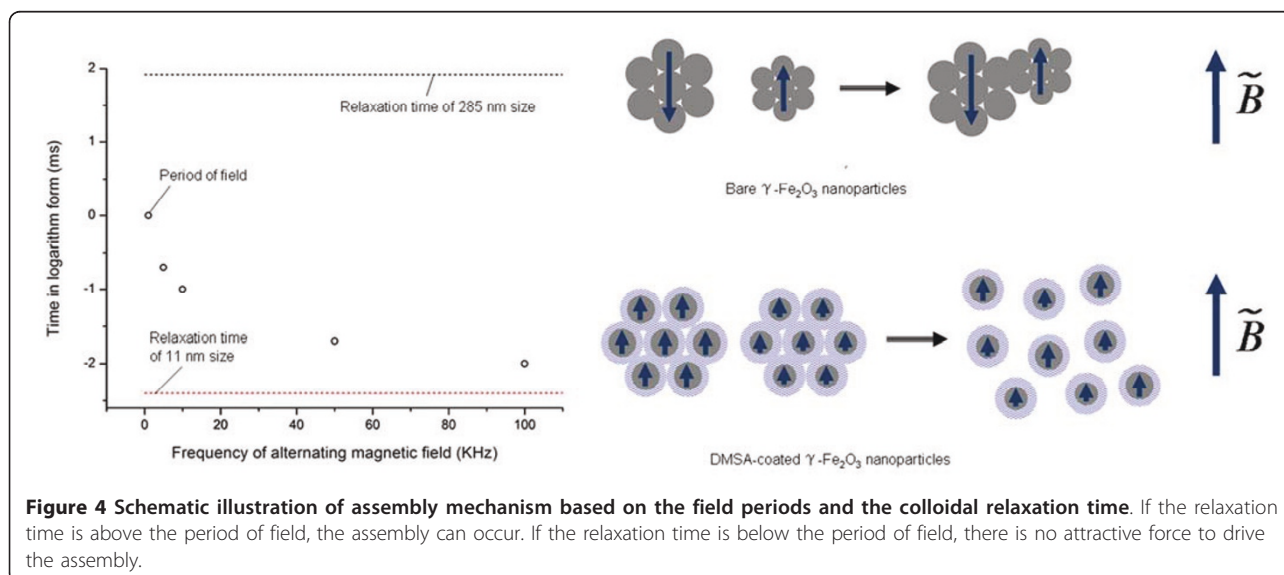 2
1
0
-1
-2
0
20
40
60
80
100
Time in logarithm form (ms)
Frequency of alternating magnetic field (KHz)
Relaxation time of 285 nm size
Period of field
Relaxation time
of 11 nm size
B̃
Bare γ-Fe₂O₃ nanoparticles
B̃
DMSA-coated γ-Fe₂O₃ nanoparticles
Figure 4 Schematic illustration of assembly mechanism based on the field periods and the colloidal relaxation time. If the relaxation
time is above the period of field, the assembly can occur. If the relaxation time is below the period of field, there is no attractive force to drive
the assembly.